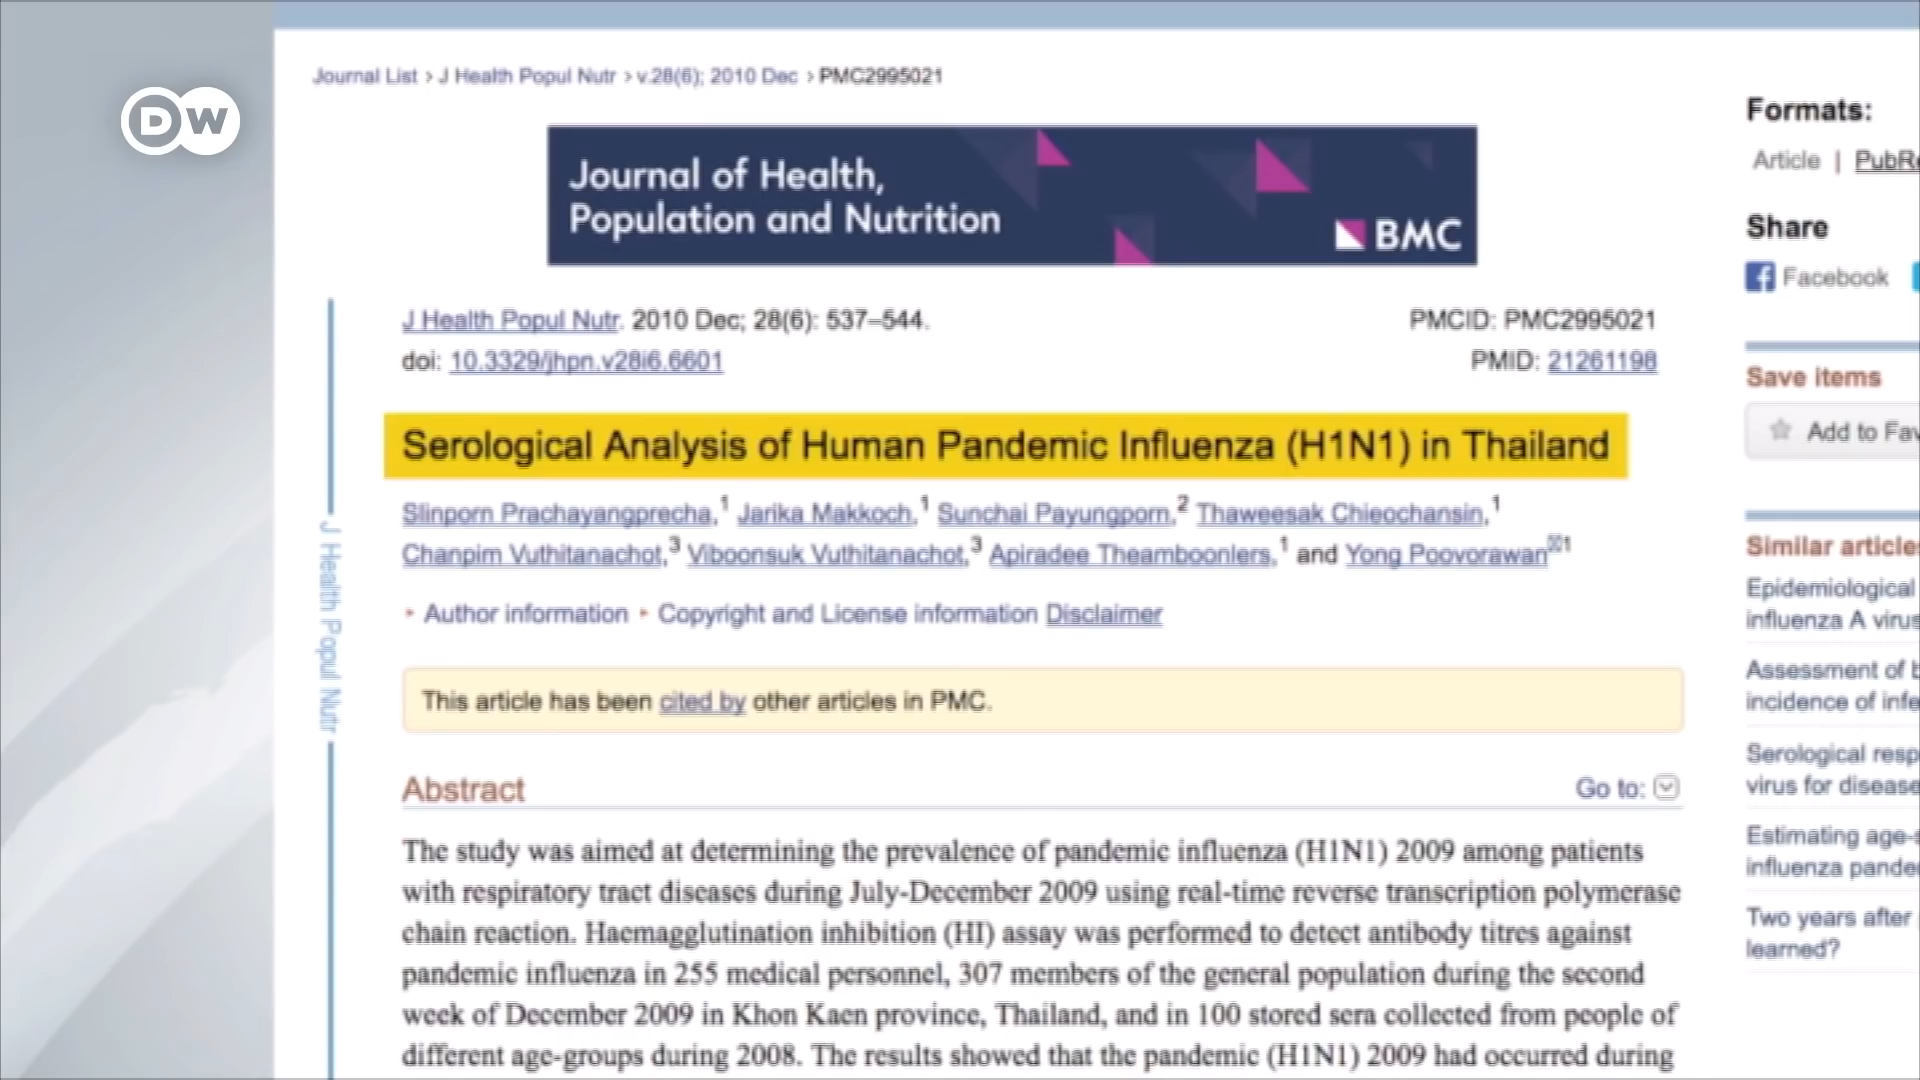 DW
Journal List › J Health Popul Nutr › v.28(6); 2010 Dec › PMC2995021
Journal of Health,
Population and Nutrition
BMC
J Health Popul Nutr. 2010 Dec; 28(6): 537–544.
PMCID: PMC2995021
doi: 10.3329/jhpn.v28i6.6601
PMID: 21261198
Serological Analysis of Human Pandemic Influenza (H1N1) in Thailand
Slinporn Prachayangprecha,1 Jarika Makkoch,1 Sunchai Payungporn,2 Thaweesak Chieochansin,1
Chanpim Vuthitanachot,3 Viboonsuk Vuthitanachot,3 Apiradee Theamboonlers,1 and Yong Poovorawan✉1
Author information Copyright and License information Disclaimer
This article has been cited by other articles in PMC.
Abstract
Go to:
The study was aimed at determining the prevalence of pandemic influenza (H1N1) 2009 among patients
with respiratory tract diseases during July-December 2009 using real-time reverse transcription polymerase
chain reaction. Haemagglutination inhibition (HI) assay was performed to detect antibody titres against
pandemic influenza in 255 medical personnel, 307 members of the general population during the second
week of December 2009 in Khon Kaen province, Thailand, and in 100 stored sera collected from people of
different age-groups during 2008. The results showed that the pandemic (H1N1) 2009 had occurred during
J Health Popul Nutr
Formats:
Article | PubRe
Share
Facebook
Save items
Add to Fav
Similar article
Epidemiological
influenza A virus
Assessment of b
incidence of infe
Serological resp
virus for disease
Estimating age-s
influenza pande
Two years after
learned?